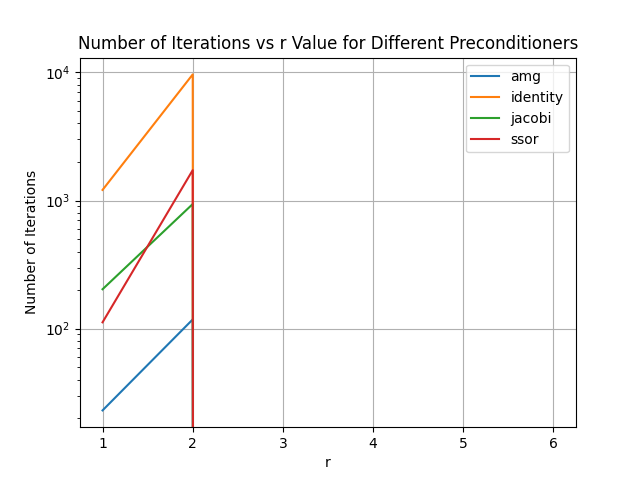 Number of Iterations vs r Value for Different Preconditioners
amg
identity
jacobi
ssor
Number of Iterations
10^4
10^3
10^2
1 2 3 4 5 6
r